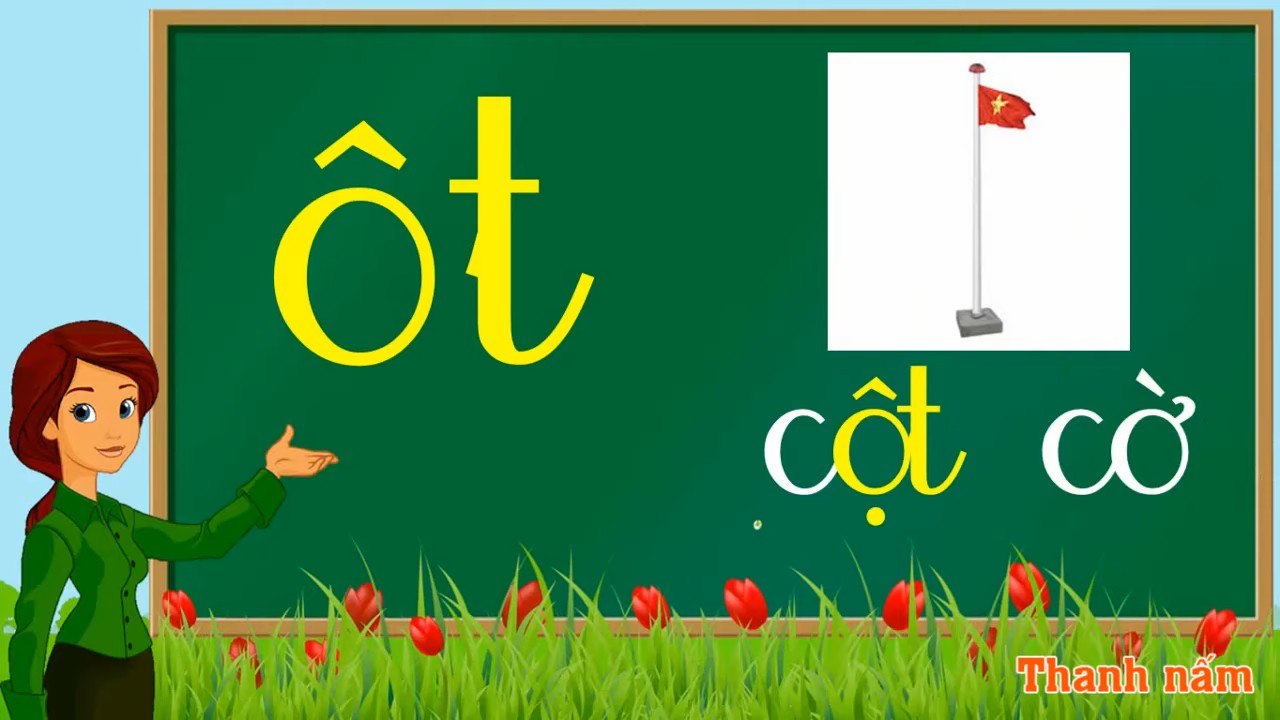 ôt
cột cờ
Thanh nấm